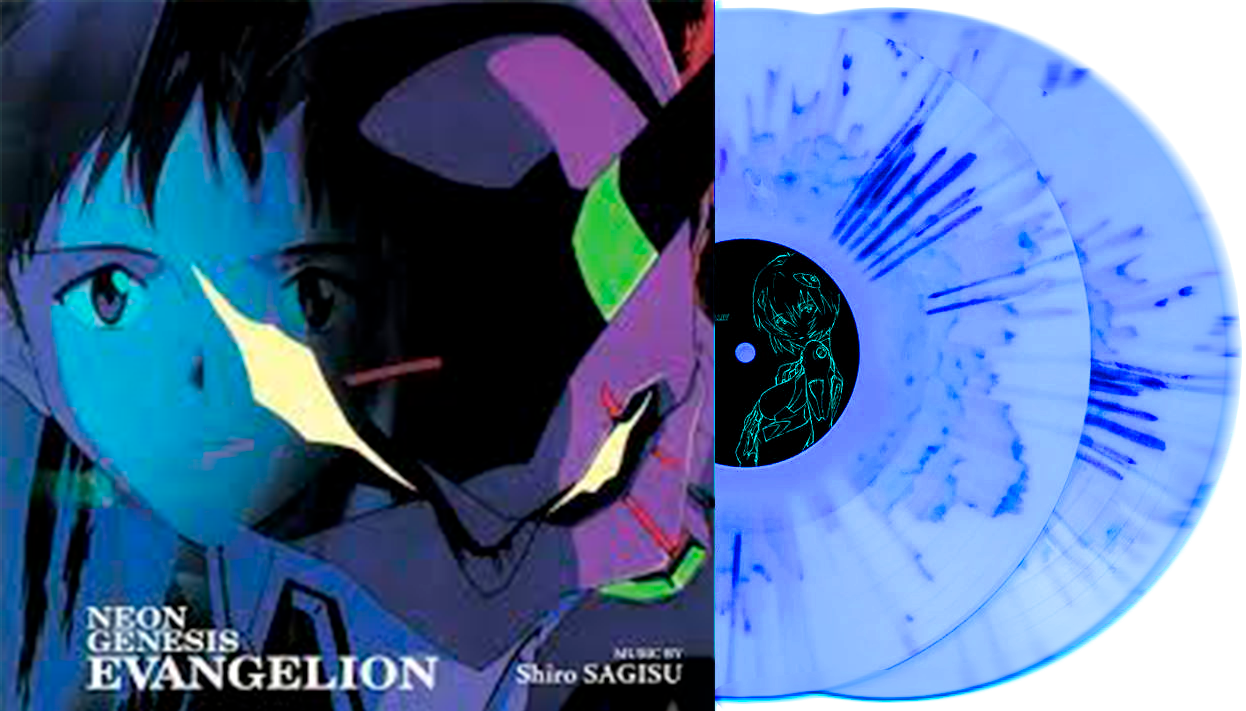 NEON
GENESIS
EVANGELION
MUSIC BY
Shiro SAGISU